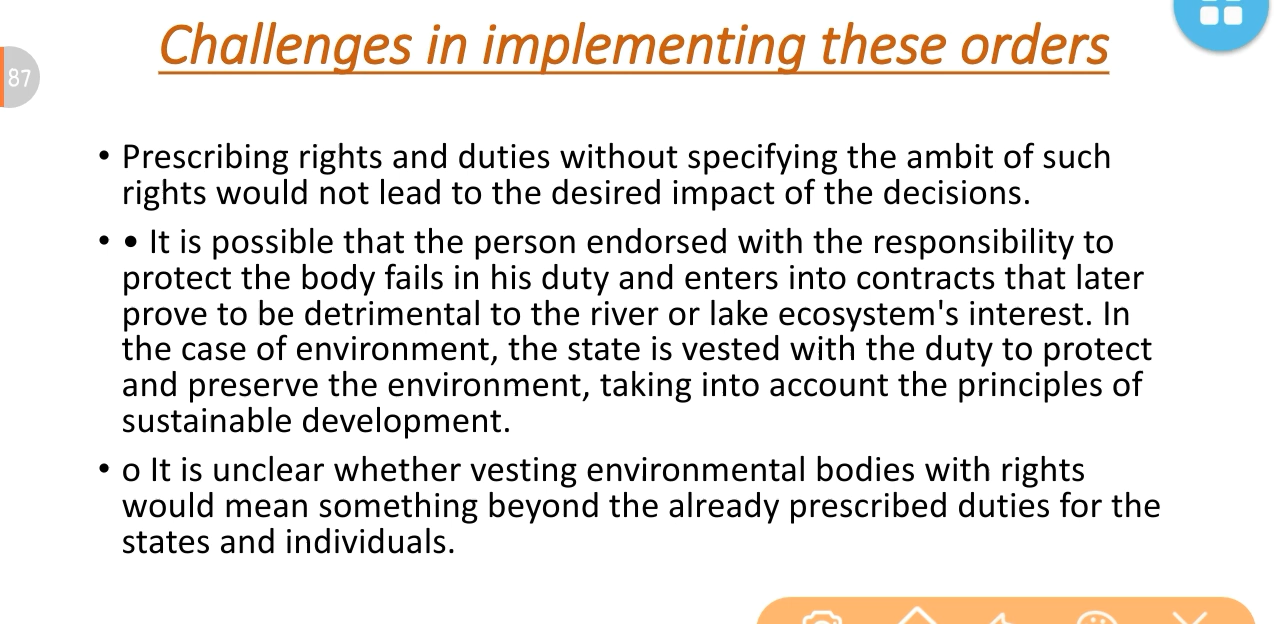 Challenges in implementing these orders
87
• Prescribing rights and duties without specifying the ambit of such
rights would not lead to the desired impact of the decisions.
• • It is possible that the person endorsed with the responsibility to
protect the body fails in his duty and enters into contracts that later
prove to be detrimental to the river or lake ecosystem's interest. In
the case of environment, the state is vested with the duty to protect
and preserve the environment, taking into account the principles of
sustainable development.
• o It is unclear whether vesting environmental bodies with rights
would mean something beyond the already prescribed duties for the
states and individuals.